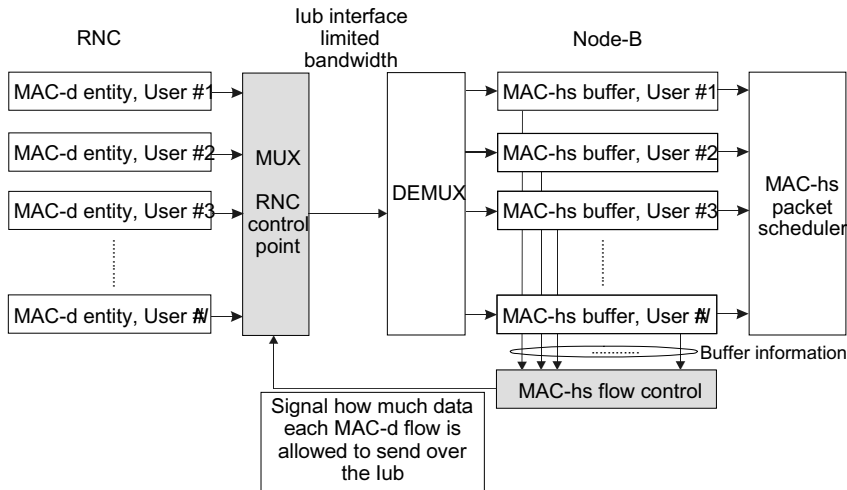 RNC
Iub interface
limited
bandwidth
Node-B
MAC-d entity, User #1
MAC-d entity, User #2
MAC-d entity, User #3
MAC-d entity, User #N
MUX
RNC
control
point
DEMUX
MAC-hs buffer, User #1
MAC-hs buffer, User #2
MAC-hs buffer, User #3
MAC-hs buffer, User #N
MAC-hs
packet
scheduler
Buffer information
MAC-hs flow control
Signal how much data
each MAC-d flow is
allowed to send over
the Iub